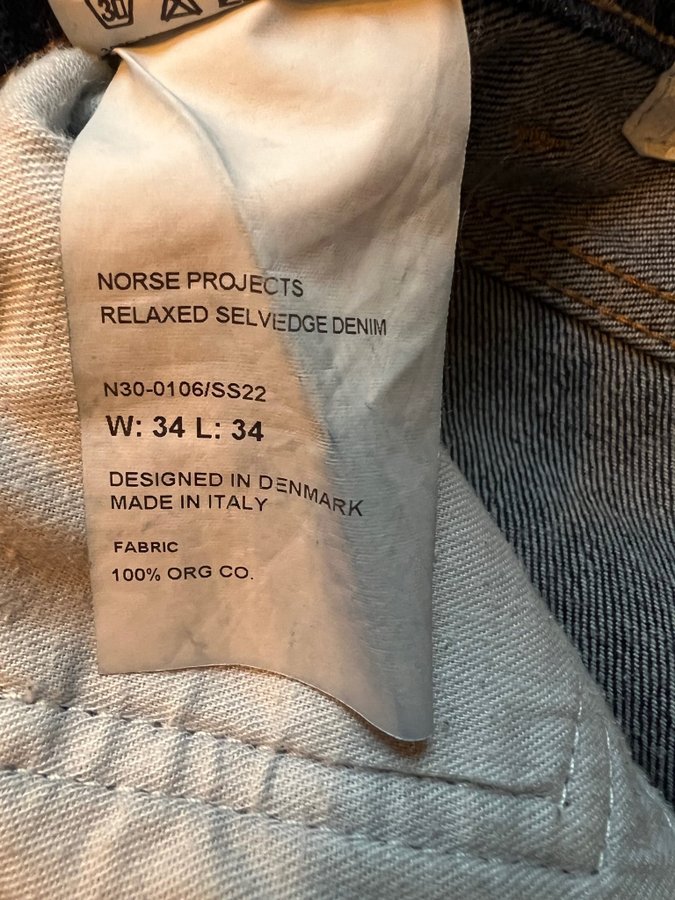 30
NORSE PROJECTS
RELAXED SELVEDGE DENIM
N30-0106/SS22
W: 34 L: 34
DESIGNED IN DENMARK
MADE IN ITALY
FABRIC
100% ORG CO.